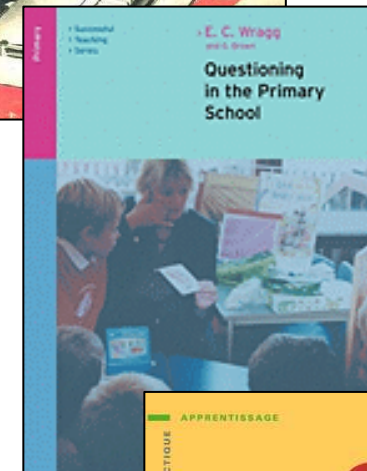 Primary
› Successful
› Teaching
› Series
› E. C. Wragg
and G. Brown
Questioning
in the Primary
School
APPRENTISSAGE